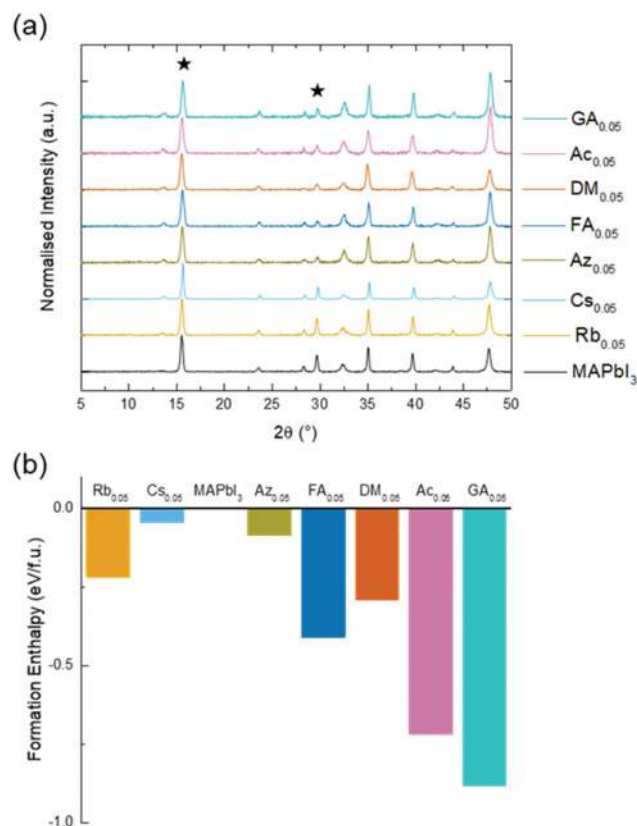 (a)
Normalised Intensity (a.u.)
★
★
GA0.05
Ac0.05
DM0.05
FA0.05
Az0.05
Cs0.05
Rb0.05
MAPbI3
5 10 15 20 25 30 35 40 45 50
2θ (°)
(b)
Rb0.05 Cs0.05 MAPbI3 Az0.05 FA0.05 DM0.05 Ac0.05 GA0.05
Formation Enthalpy (eV/f.u.)
0.0
-0.5
-1.0